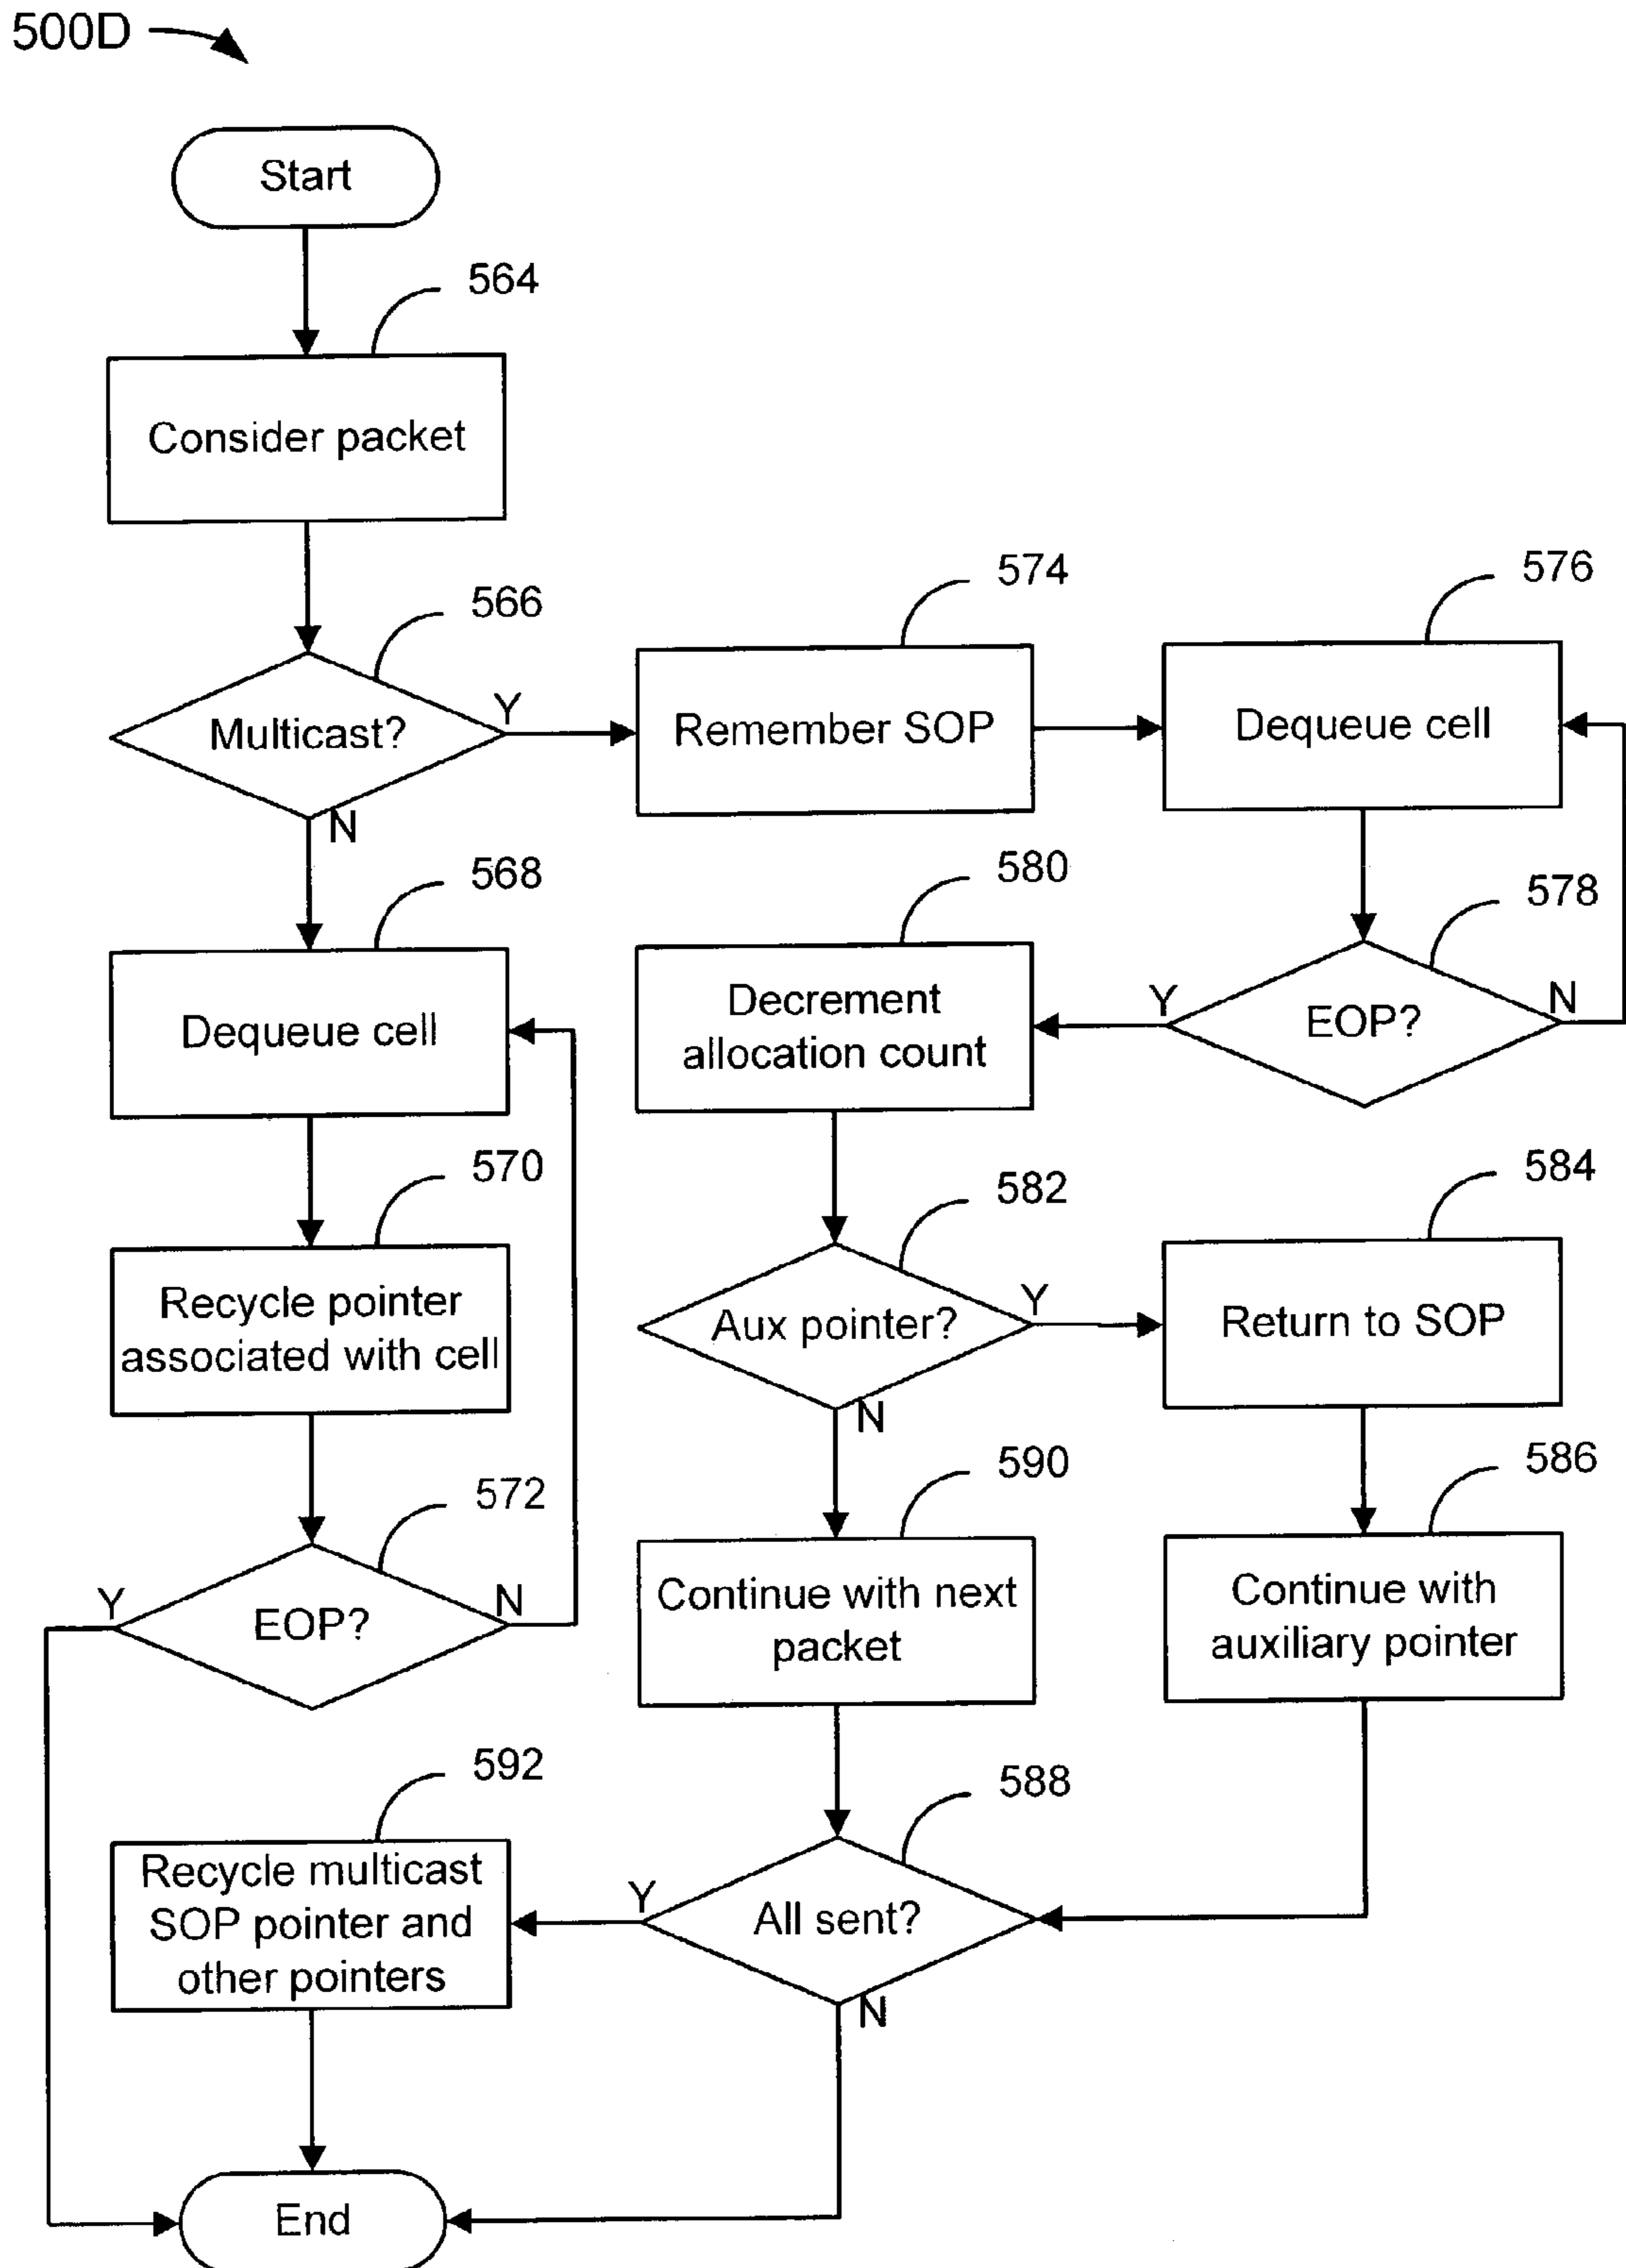 500D
Start
564
Consider packet
566
Multicast?
Y
N
574
Remember SOP
576
Dequeue cell
568
Dequeue cell
580
Decrement
allocation count
578
EOP?
Y
N
570
Recycle pointer
associated with cell
582
Aux pointer?
Y
N
584
Return to SOP
572
EOP?
Y
N
590
Continue with next
packet
586
Continue with
auxiliary pointer
592
Recycle multicast
SOP pointer and
other pointers
588
All sent?
Y
N
End